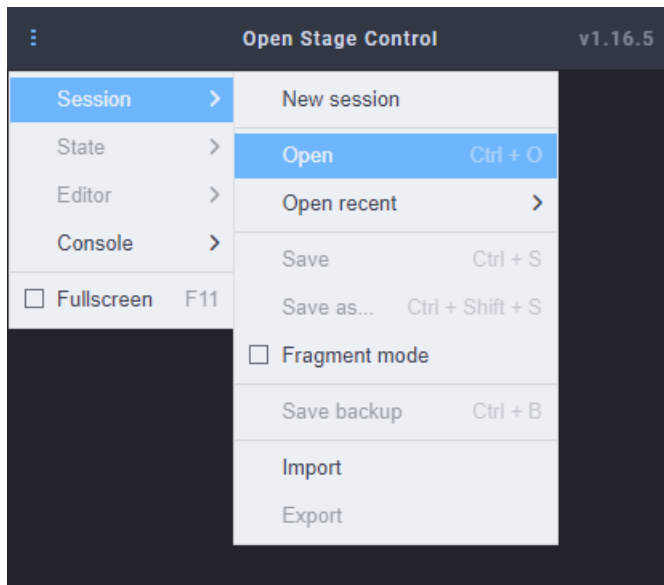 Open Stage Control v1.16.5
Session
State
Editor
Console
Fullscreen F11
New session
Open Ctrl + O
Open recent
Save Ctrl + S
Save as... Ctrl + Shift + S
Fragment mode
Save backup Ctrl + B
Import
Export